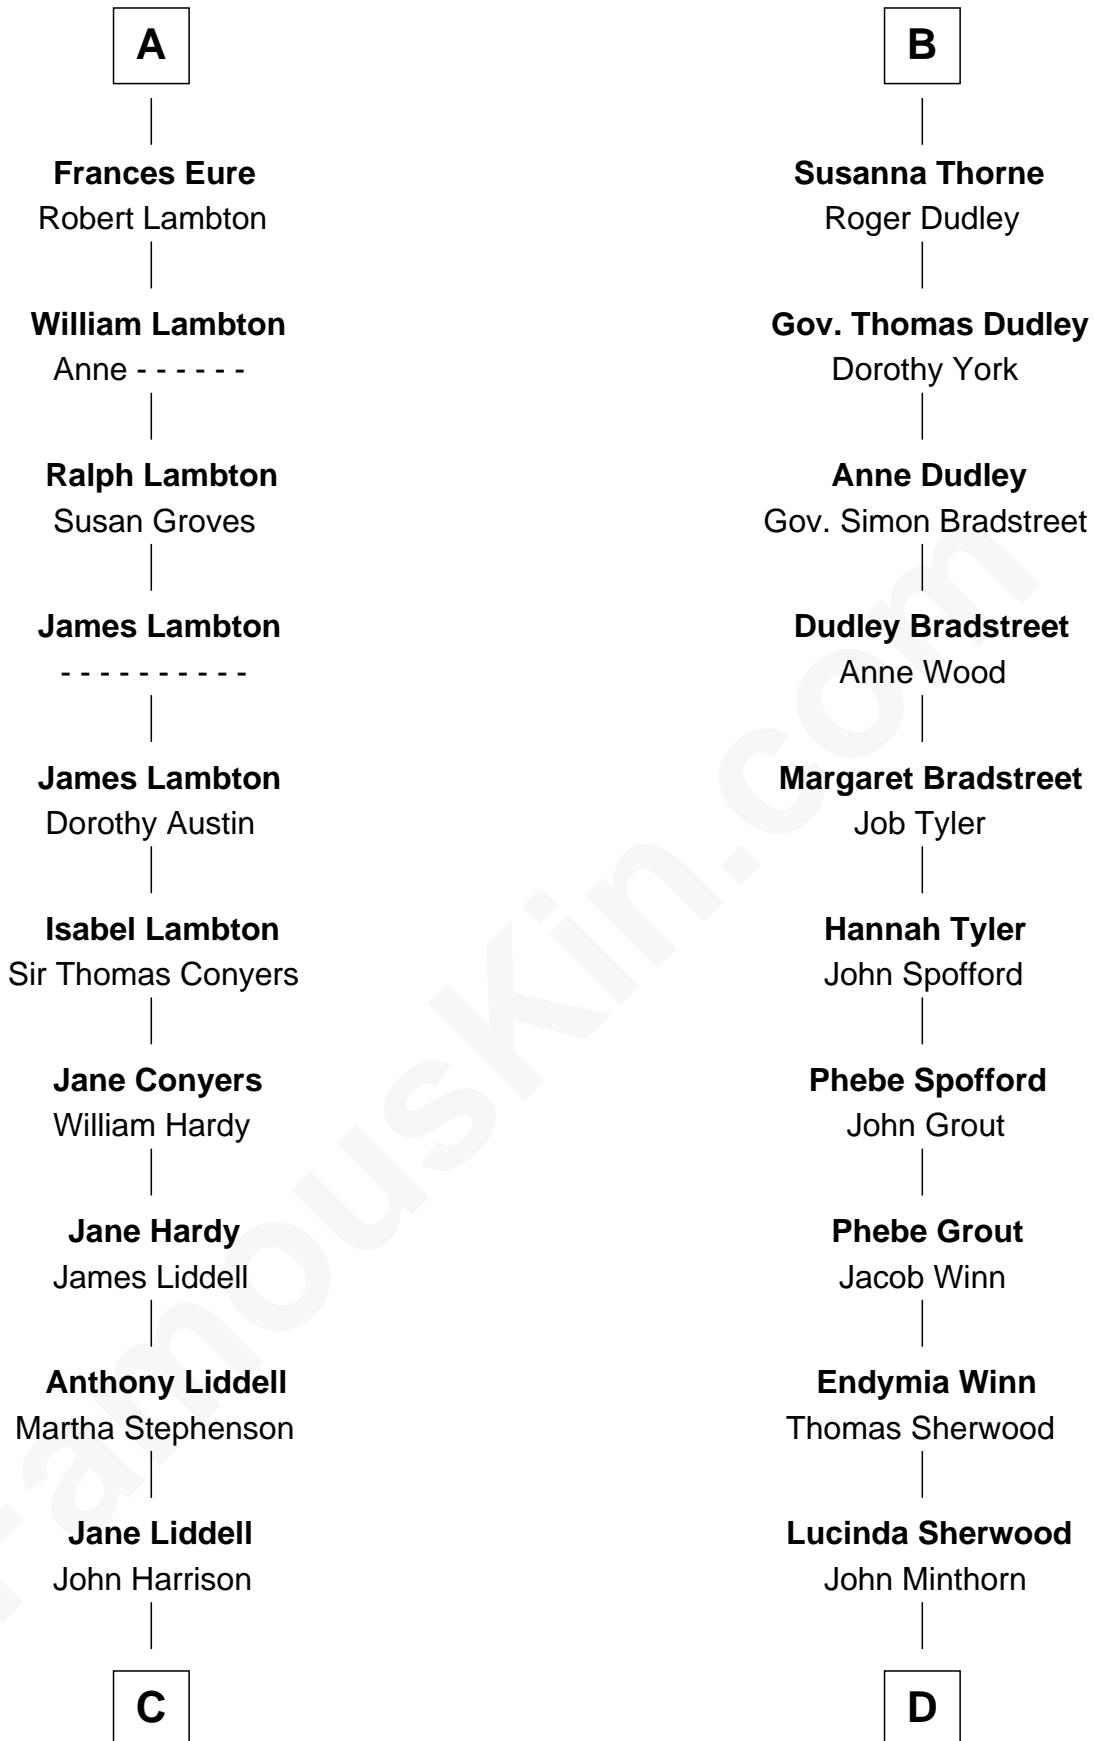 A
Frances Eure
Robert Lambton
William Lambton
Anne - - - - - -
Ralph Lambton
Susan Groves
James Lambton
- - - - - - - - - -
James Lambton
Dorothy Austin
Isabel Lambton
Sir Thomas Conyers
Jane Conyers
William Hardy
Jane Hardy
James Liddell
Anthony Liddell
Martha Stephenson
Jane Liddell
John Harrison
C
B
Susanna Thorne
Roger Dudley
Gov. Thomas Dudley
Dorothy York
Anne Dudley
Gov. Simon Bradstreet
Dudley Bradstreet
Anne Wood
Margaret Bradstreet
Job Tyler
Hannah Tyler
John Spofford
Phebe Spofford
John Grout
Phebe Grout
Jacob Winn
Endymia Winn
Thomas Sherwood
Lucinda Sherwood
John Minthorn
D
FamousKin.com